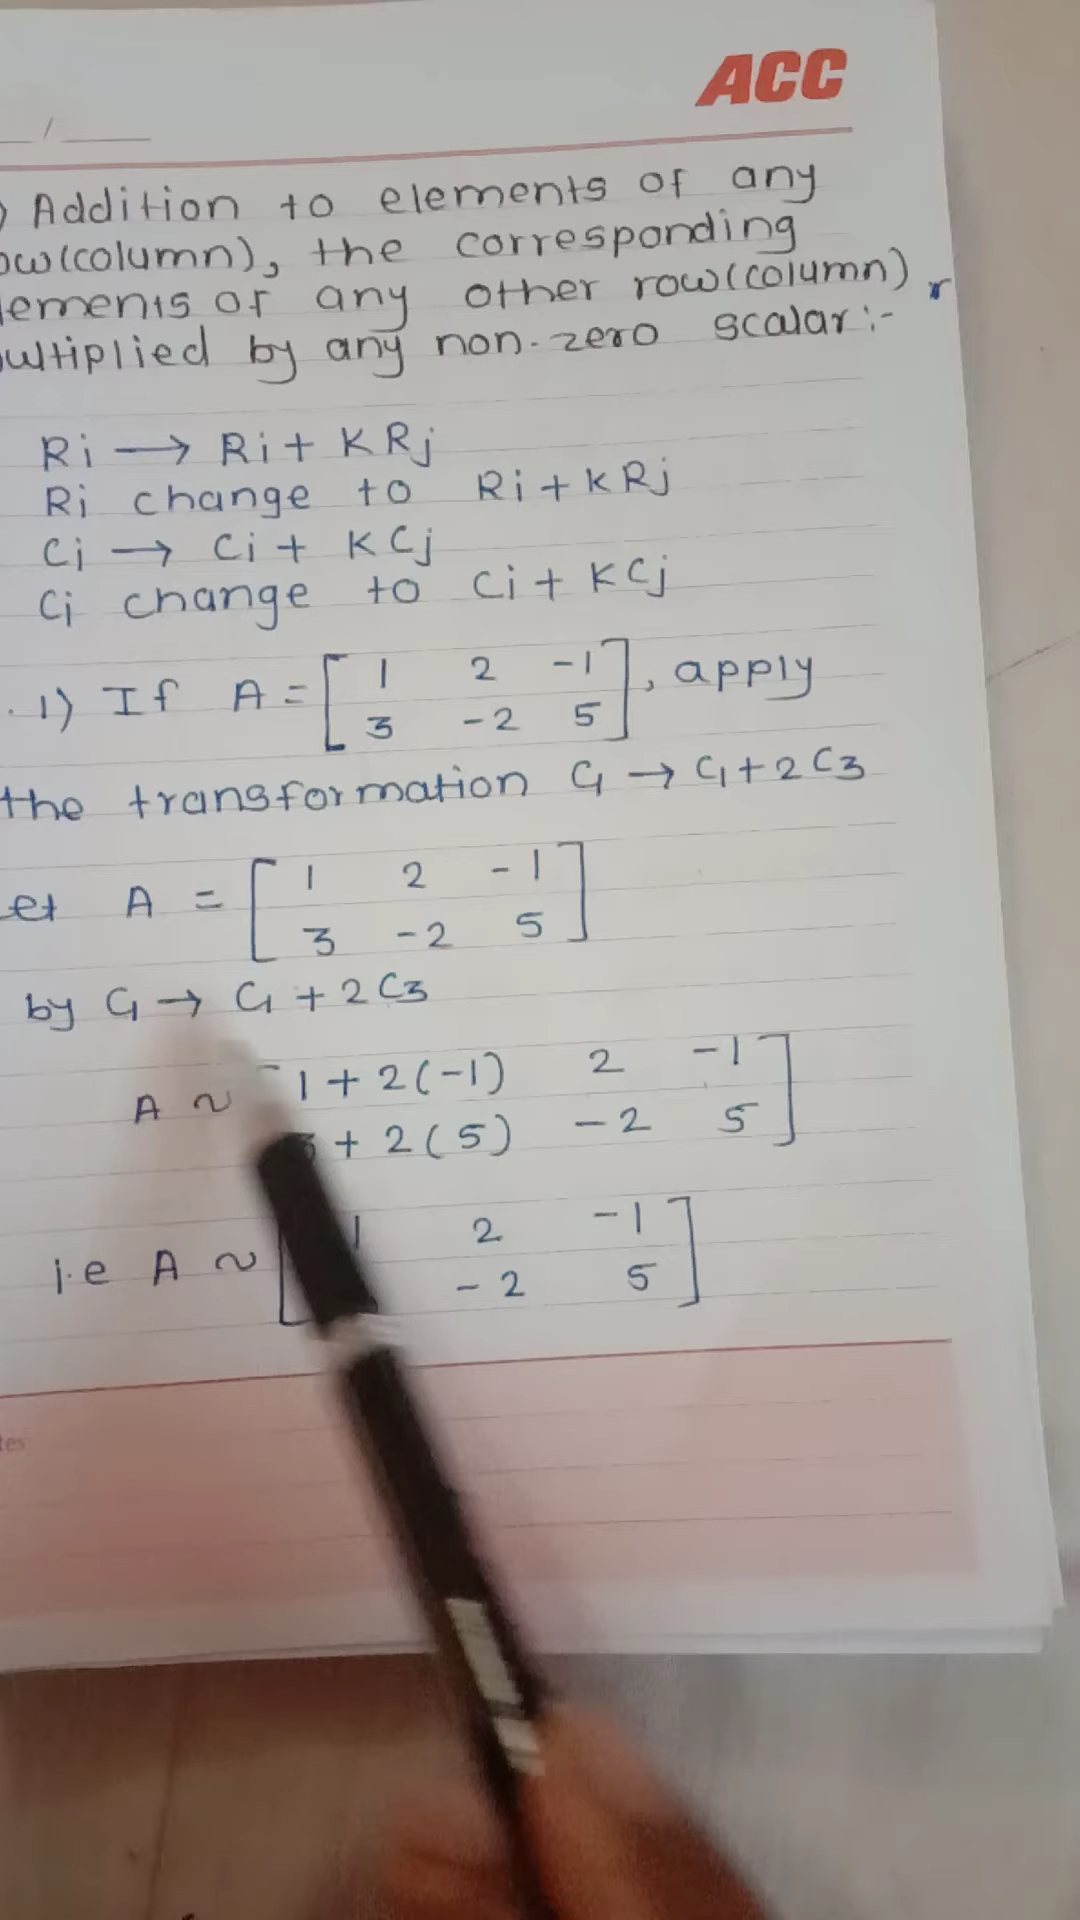 ACC
/
) Addition to elements of any
ow(column), the corresponding
lements of any other row(column),
ultiplied by any non-zero scalar:-
Ri → Ri + KRj
Ri change to Ri + KRj
Ci → Ci + KCj
Ci change to Ci + KCj
1) If A = [ 1 2 -1 ], apply
3 -2 5
the transformation C1 → C1 + 2C3
et A = [ 1 2 -1 ]
3 -2 5
by C1 → C1 + 2C3
A ~ 1 + 2(-1) 2 -1 ]
+ 2(5) -2 5
i.e A ~ [ 1 2 -1 ]
-2 5
tes